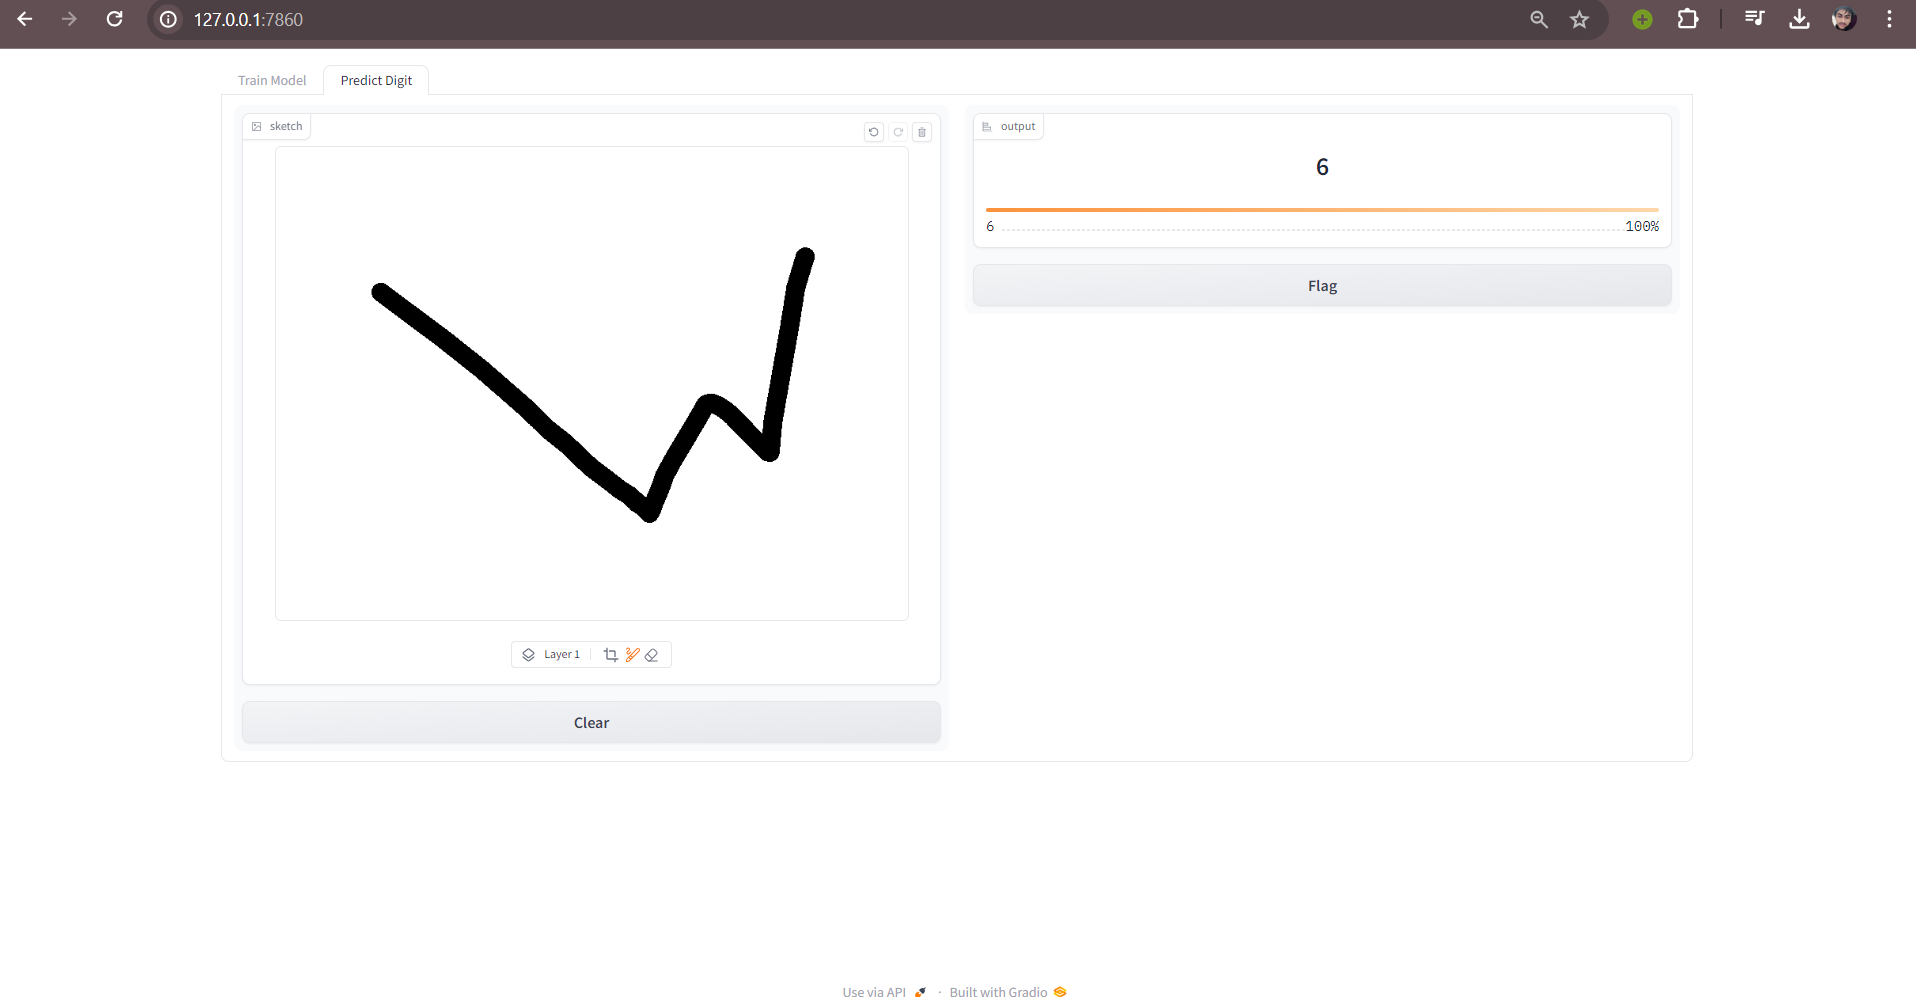 127.0.0.1:7860
Train Model
Predict Digit
sketch
Layer 1
Clear
output
6
6 100%
Flag
Use via API · Built with Gradio